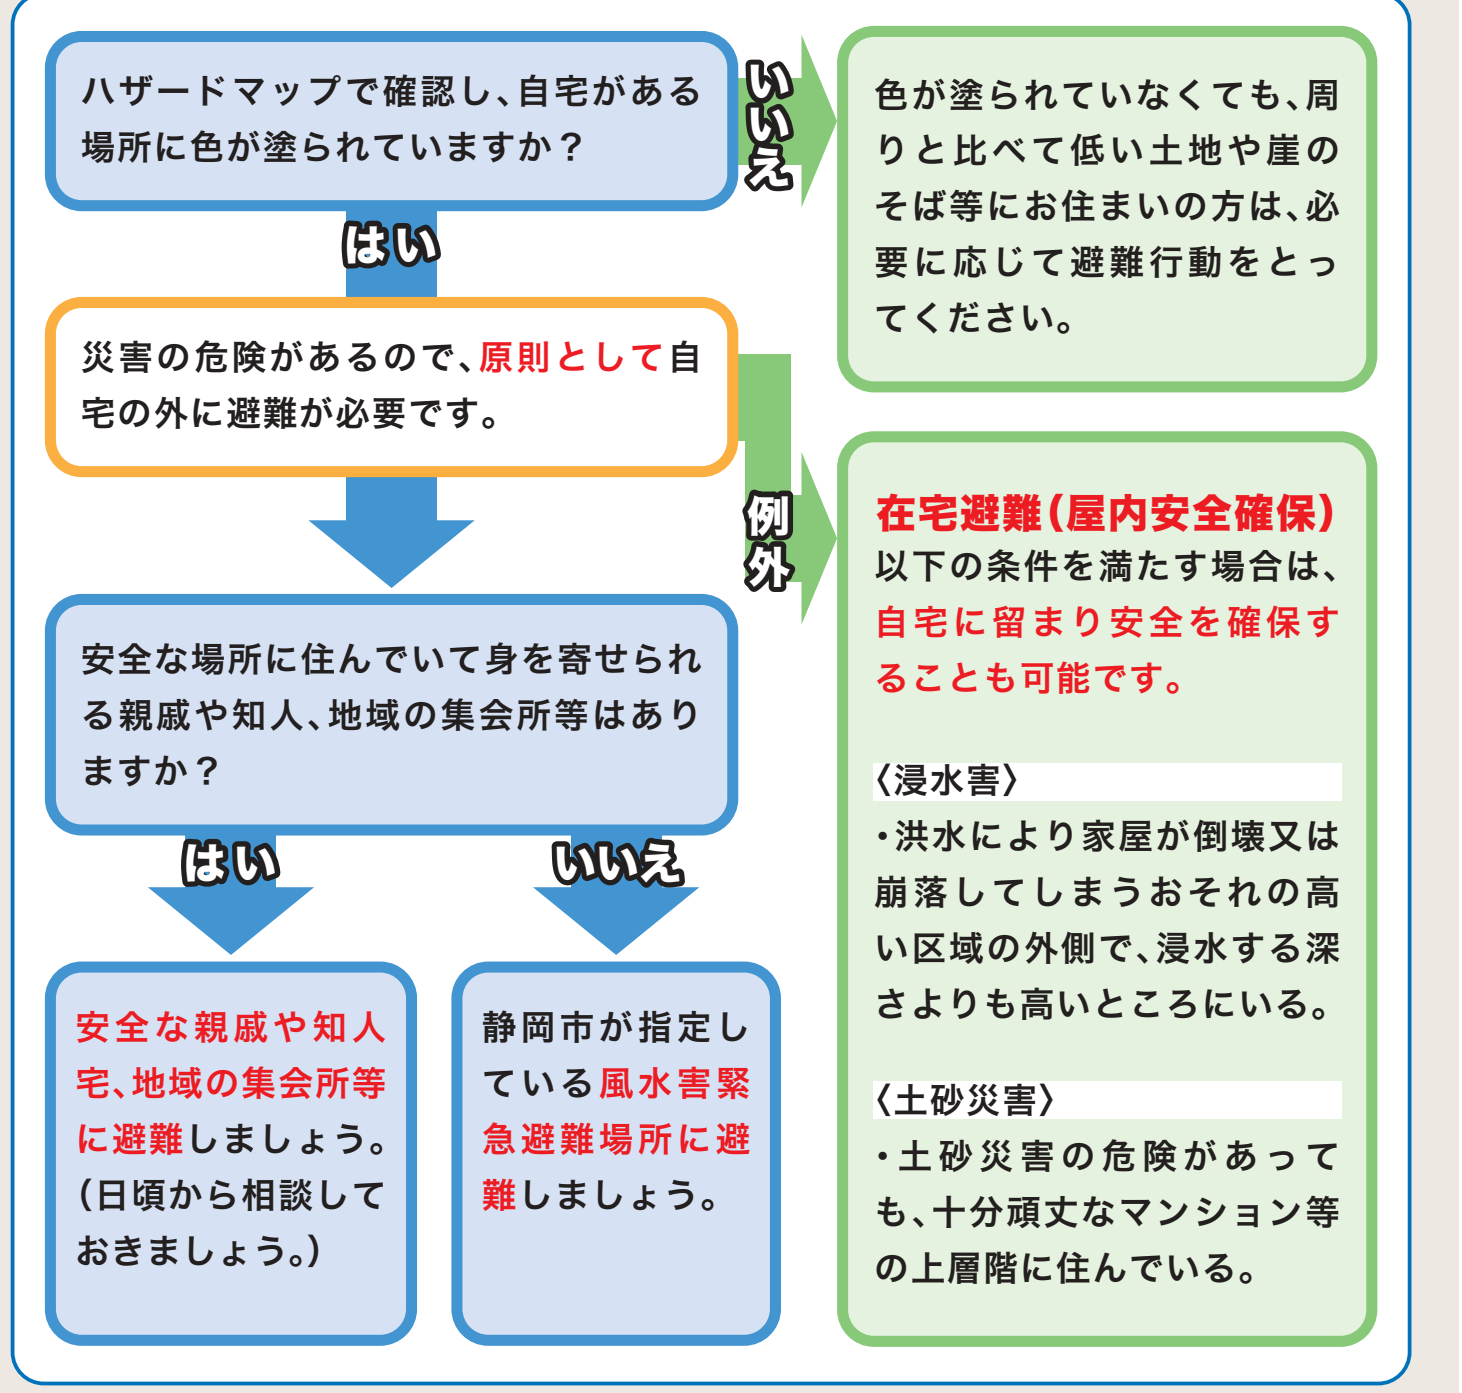 ハザードマップで確認し、自宅がある
場所に色が塗られていますか？
いいえ
色が塗られていなくても、周
りと比べて低い土地や崖の
そば等にお住まいの方は、必
要に応じて避難行動をとっ
てください。
はい
災害の危険があるので、原則として自
宅の外に避難が必要です。
例外
在宅避難（屋内安全確保）
以下の条件を満たす場合は、
自宅に留まり安全を確保す
ることも可能です。
〈浸水害〉
・洪水により家屋が倒壊又は
崩落してしまうおそれの高
い区域の外側で、浸水する深
さよりも高いところにいる。
〈土砂災害〉
・土砂災害の危険があって
も、十分頑丈なマンション等
の上層階に住んでいる。
安全な場所に住んでいて身を寄せられ
る親戚や知人、地域の集会所等はあり
ますか？
はい
いいえ
安全な親戚や知人
宅、地域の集会所等
に避難しましょう。
（日頃から相談して
おきましょう。）
静岡市が指定し
ている風水害緊
急避難場所に避
難しましょう。